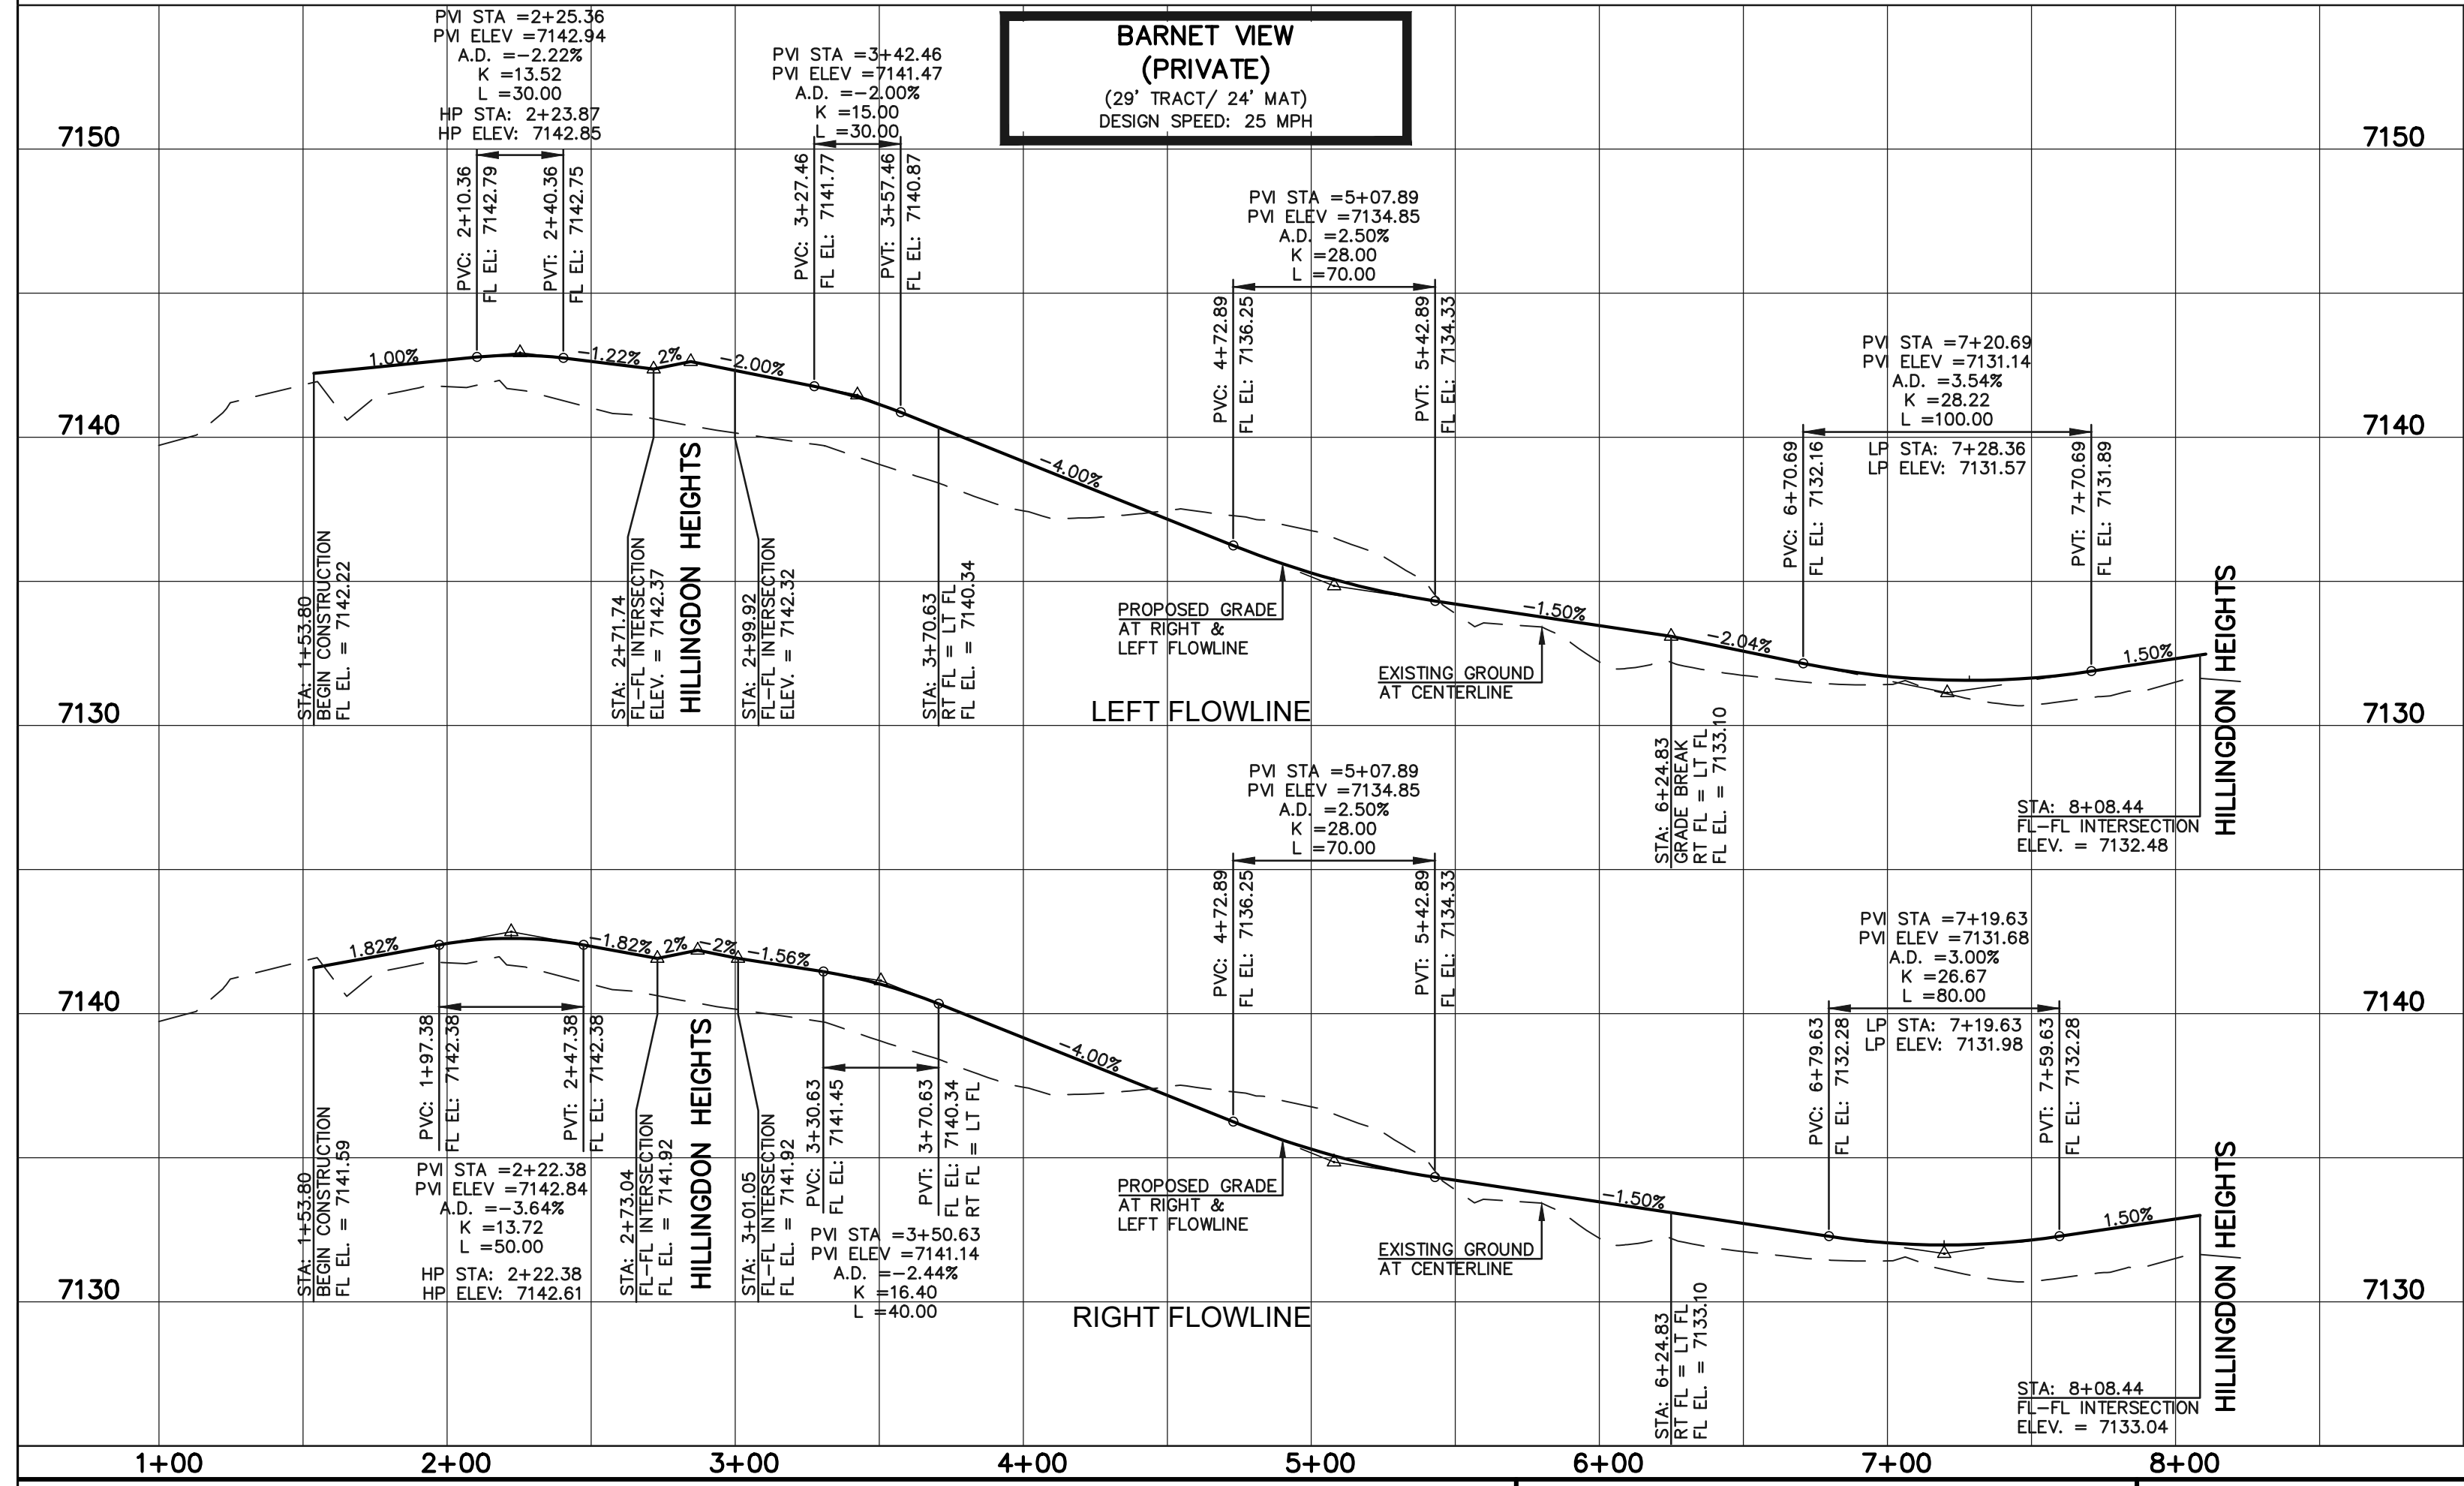 BARNET VIEW
(PRIVATE)
(29' TRACT/ 24' MAT)
DESIGN SPEED: 25 MPH
PVI STA =2+25.36
PVI ELEV =7142.94
A.D. =-2.22%
K =13.52
L =30.00
HP STA: 2+23.87
HP ELEV: 7142.85
PVC: 2+10.36
FL EL: 7142.79
PVT: 2+40.36
FL EL: 7142.75
PVI STA =3+42.46
PVI ELEV =7141.47
A.D. =-2.00%
K =15.00
L =30.00
PVC: 3+27.46
FL EL: 7141.77
PVT: 3+57.46
FL EL: 7140.87
PVI STA =5+07.89
PVI ELEV =7134.85
A.D. =2.50%
K =28.00
L =70.00
PVC: 4+72.89
FL EL: 7136.25
PVT: 5+42.89
FL EL: 7134.33
PVI STA =7+20.69
PVI ELEV =7131.14
A.D. =3.54%
K =28.22
L =100.00
LP STA: 7+28.36
LP ELEV: 7131.57
PVC: 6+70.69
FL EL: 7132.16
PVT: 7+70.69
FL EL: 7131.89
7150
7150
7140
7140
7130
7130
1.00%
-1.22%
2%
-2.00%
-4.00%
-1.50%
-2.04%
1.50%
STA: 1+53.80
BEGIN CONSTRUCTION
FL EL. = 7142.22
STA: 2+71.74
FL-FL INTERSECTION
ELEV. = 7142.37
HILLINGDON HEIGHTS
STA: 2+99.92
FL-FL INTERSECTION
ELEV. = 7142.32
STA: 3+70.63
RT FL = LT FL
FL EL. = 7140.34
PROPOSED GRADE
AT RIGHT &
LEFT FLOWLINE
EXISTING GROUND
AT CENTERLINE
LEFT FLOWLINE
STA: 6+24.83
GRADE BREAK
RT FL = LT FL
FL EL. = 7133.10
STA: 8+08.44
FL-FL INTERSECTION
ELEV. = 7132.48
HILLINGDON HEIGHTS
PVI STA =5+07.89
PVI ELEV =7134.85
A.D. =2.50%
K =28.00
L =70.00
PVC: 4+72.89
FL EL: 7136.25
PVT: 5+42.89
FL EL: 7134.33
PVI STA =7+19.63
PVI ELEV =7131.68
A.D. =3.00%
K =26.67
L =80.00
LP STA: 7+19.63
LP ELEV: 7131.98
PVC: 6+79.63
FL EL: 7132.28
PVT: 7+59.63
FL EL: 7132.28
7140
7140
7130
7130
1.82%
-1.82%
2%
-2%
-1.56%
-4.00%
-1.50%
1.50%
STA: 1+53.80
BEGIN CONSTRUCTION
FL EL. = 7141.59
PVC: 1+97.38
FL EL: 7142.38
PVT: 2+47.38
FL EL: 7142.38
PVI STA =2+22.38
PVI ELEV =7142.84
A.D. =-3.64%
K =13.72
L =50.00
HP STA: 2+22.38
HP ELEV: 7142.61
STA: 2+73.04
FL-FL INTERSECTION
FL EL. = 7141.92
HILLINGDON HEIGHTS
STA: 3+01.05
FL-FL INTERSECTION
FL EL. = 7141.92
PVC: 3+30.63
FL EL: 7141.45
PVT: 3+70.63
FL EL: 7140.34
RT FL = LT FL
PVI STA =3+50.63
PVI ELEV =7141.14
A.D. =-2.44%
K =16.40
L =40.00
PROPOSED GRADE
AT RIGHT &
LEFT FLOWLINE
EXISTING GROUND
AT CENTERLINE
RIGHT FLOWLINE
STA: 6+24.83
RT FL = LT FL
FL EL. = 7133.10
STA: 8+08.44
FL-FL INTERSECTION
ELEV. = 7133.04
HILLINGDON HEIGHTS
1+00
2+00
3+00
4+00
5+00
6+00
7+00
8+00